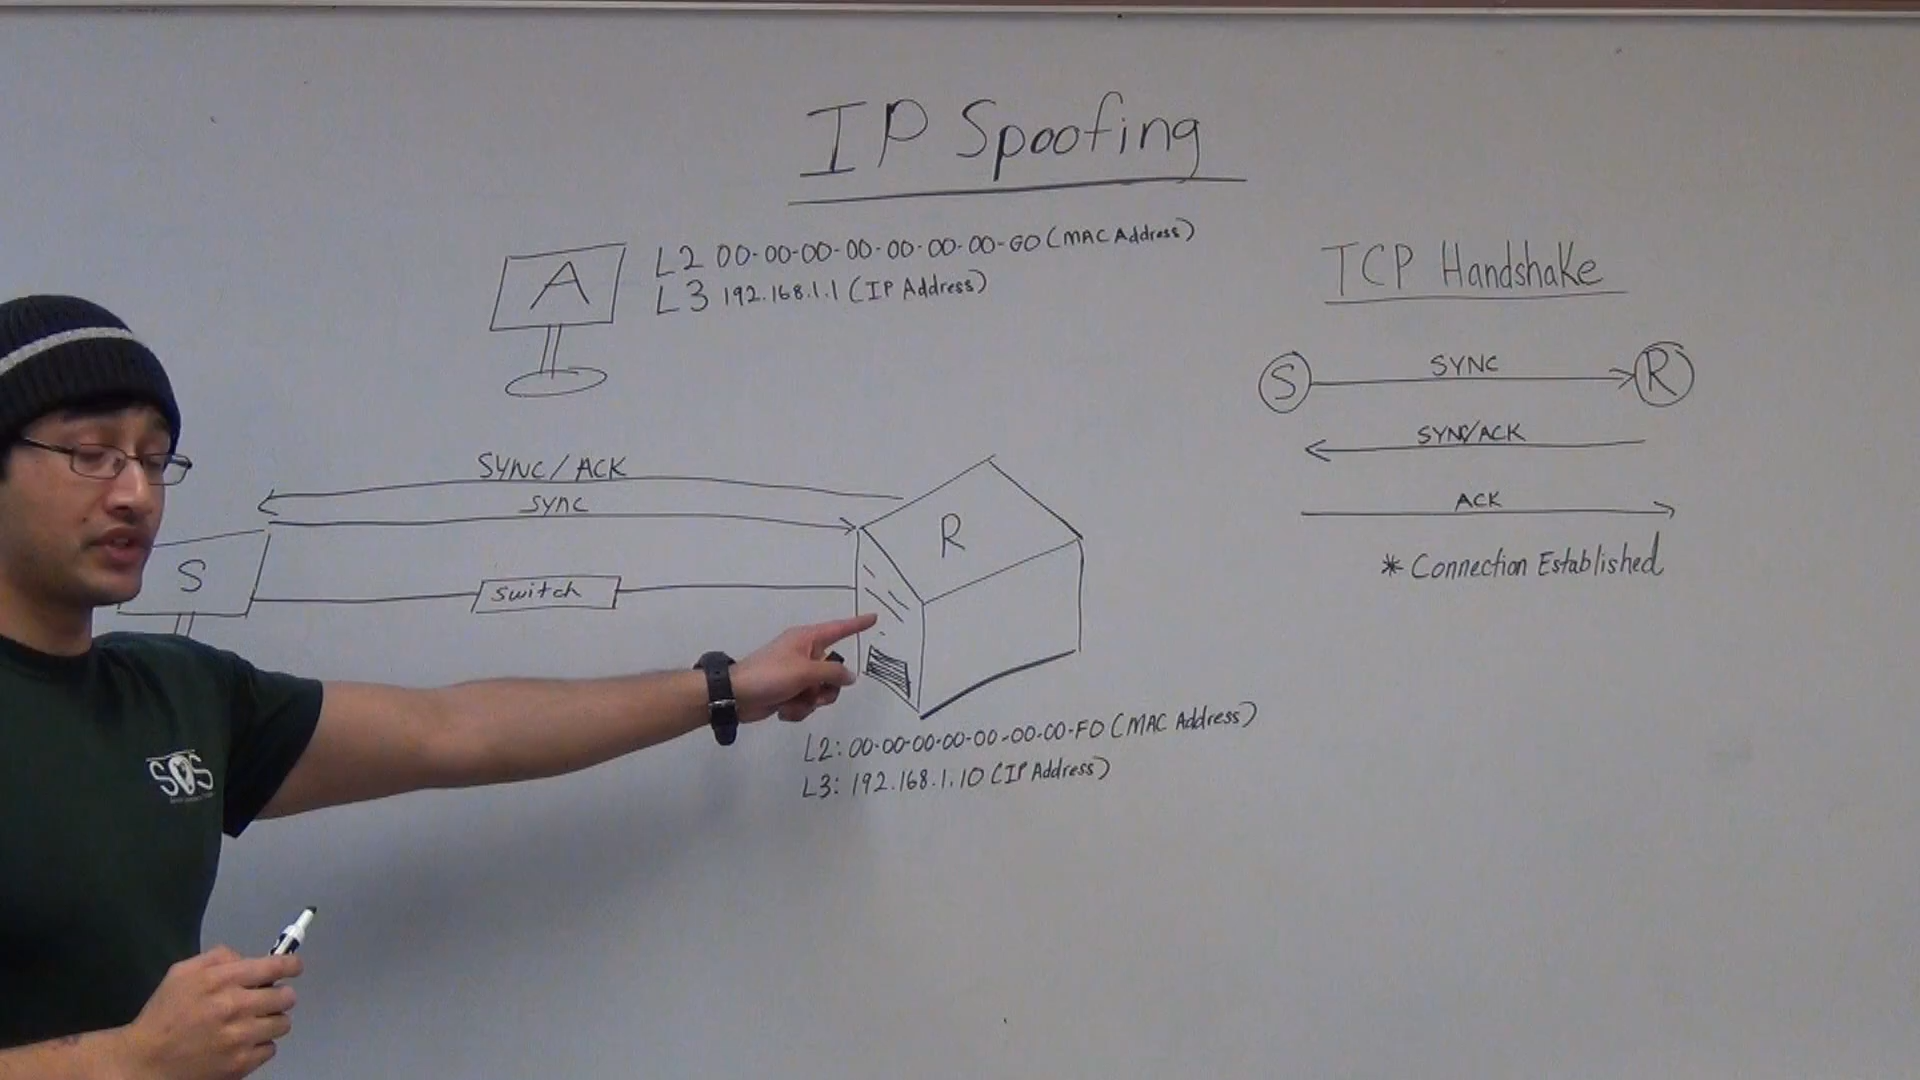 IP Spoofing
A
L2 00-00-00-00-00-00-00-G0 (MAC Address)
L3 192.168.1.1 (IP Address)
TCP Handshake
S SYNC R
SYN/ACK
ACK
* Connection Established
SYNC/ACK
SYNC
S
switch
R
L2: 00-00-00-00-00-00-00-F0 (MAC Address)
L3: 192.168.1.10 (IP Address)
SOS